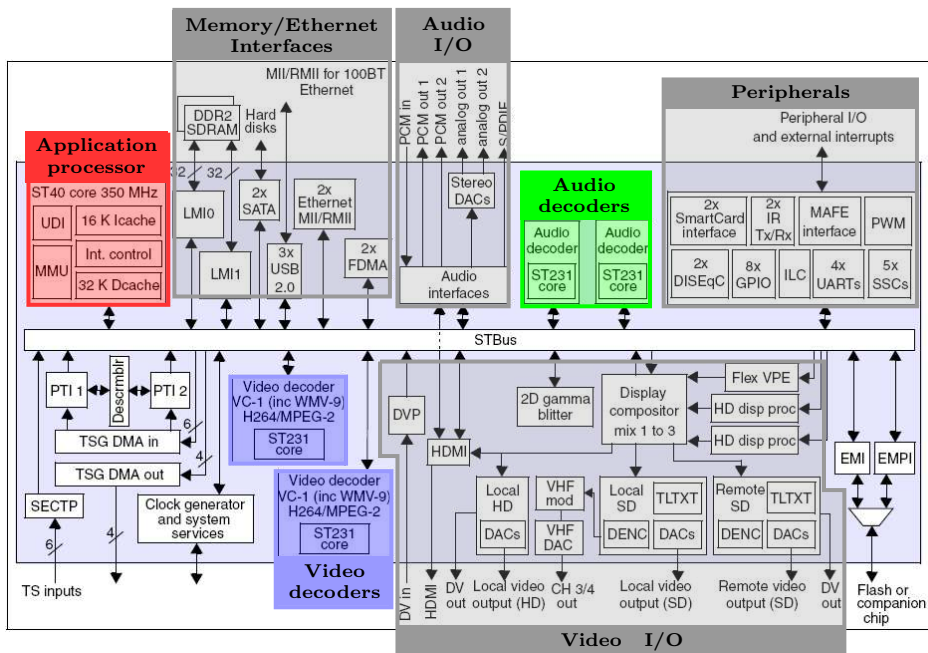 Memory/Ethernet
Interfaces
Audio
I/O
MII/RMII for 100BT
Ethernet
DDR2
SDRAM
Hard
disks
PCM in
PCM out 1
PCM out 2
analog out 1
analog out 2
S/PDIF
Peripherals
Peripheral I/O
and external interrupts
Application
processor
ST40 core 350 MHz
UDI
16 K Icache
Int. control
MMU
32 K Dcache
32
32
LMI0
LMI1
2x
SATA
3x
USB
2.0
2x
Ethernet
MII/RMII
2x
FDMA
Stereo
DACs
Audio
interfaces
Audio
decoders
Audio
decoder
ST231
core
Audio
decoder
ST231
core
2x
SmartCard
interface
2x
IR
Tx/Rx
MAFE
interface
PWM
2x
DISEqC
8x
GPIO
ILC
4x
UARTs
5x
SSCs
STBus
PTI 1
Descrmblr
PTI 2
TSG DMA in
6
TSG DMA out
4
SECTP
6
4
Clock generator
and system
services
TS inputs
Video decoder
VC-1 (inc WMV-9)
H264/MPEG-2
ST231
core
Video decoder
VC-1 (inc WMV-9)
H264/MPEG-2
ST231
core
Video
decoders
DVP
HDMI
2D gamma
blitter
Display
compositor
mix 1 to 3
Flex VPE
HD disp proc
HD disp proc
Local
HD
DACs
VHF
mod
VHF
DAC
Local
SD
TLTXT
DENC
DACs
Remote
SD
TLTXT
DENC
DACs
EMI
EMPI
DV in
HDMI
DV
out
Local video
output (HD)
CH 3/4
out
Local video
output (SD)
Remote video
output (SD)
DV
out
Flash or
companion
chip
Video I/O